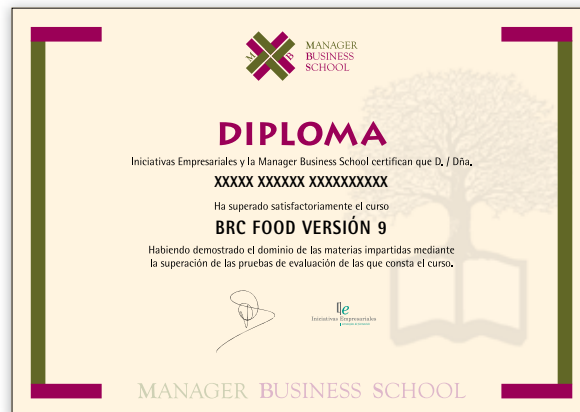 M B
MANAGER
BUSINESS
SCHOOL
DIPLOMA
Iniciativas Empresariales y la Manager Business School certifican que D. / Dña.
XXXXX XXXXXX XXXXXXXXXX
Ha superado satisfactoriamente el curso
BRC FOOD VERSIÓN 9
Habiendo demostrado el dominio de las materias impartidas mediante
la superación de las pruebas de evaluación de las que consta el curso.
Iniciativas Empresariales
MANAGER BUSINESS SCHOOL